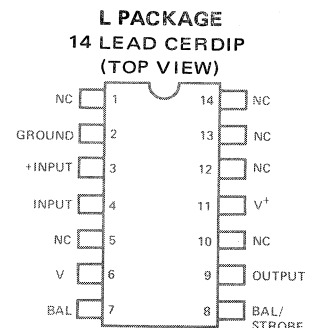 L PACKAGE
14 LEAD CERDIP
(TOP VIEW)
NC 1 14 NC
GROUND 2 13 NC
+INPUT 3 12 NC
INPUT 4 11 V+
NC 5 10 NC
V 6 9 OUTPUT
BAL 7 8 BAL/
STROBE